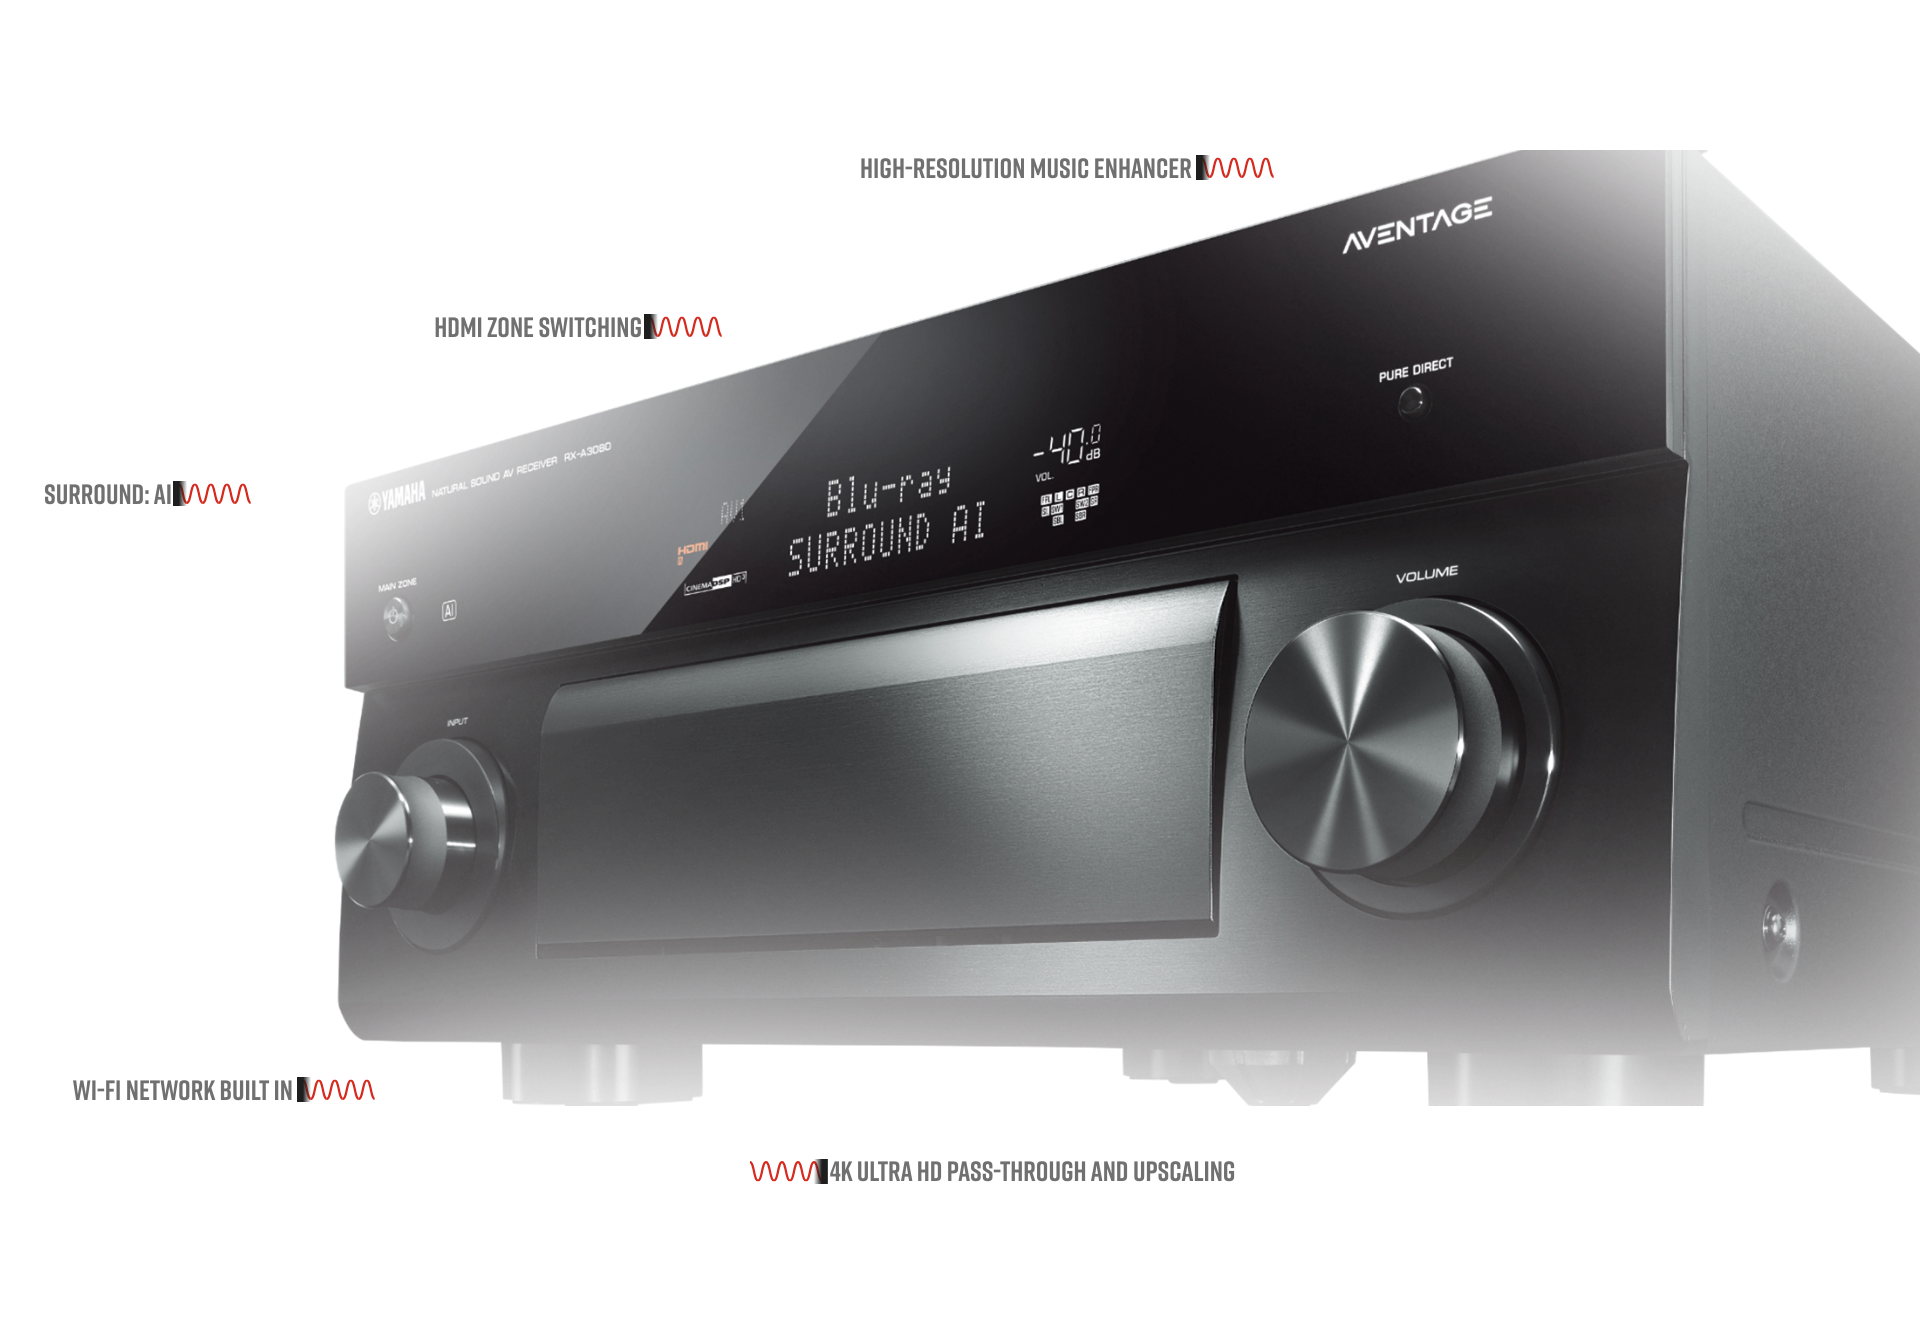 HIGH-RESOLUTION MUSIC ENHANCER
AVENTAGE
HDMI ZONE SWITCHING
PURE DIRECT
SURROUND: AI
YAMAHA NATURAL SOUND AV RECEIVER RX-A3080
-40.0 dB
VOL.
AV1
Blu-ray
HDMI
SURROUND AI
CINEMA DSP HD3
MAIN ZONE
AI
VOLUME
INPUT
WI-FI NETWORK BUILT IN
4K ULTRA HD PASS-THROUGH AND UPSCALING